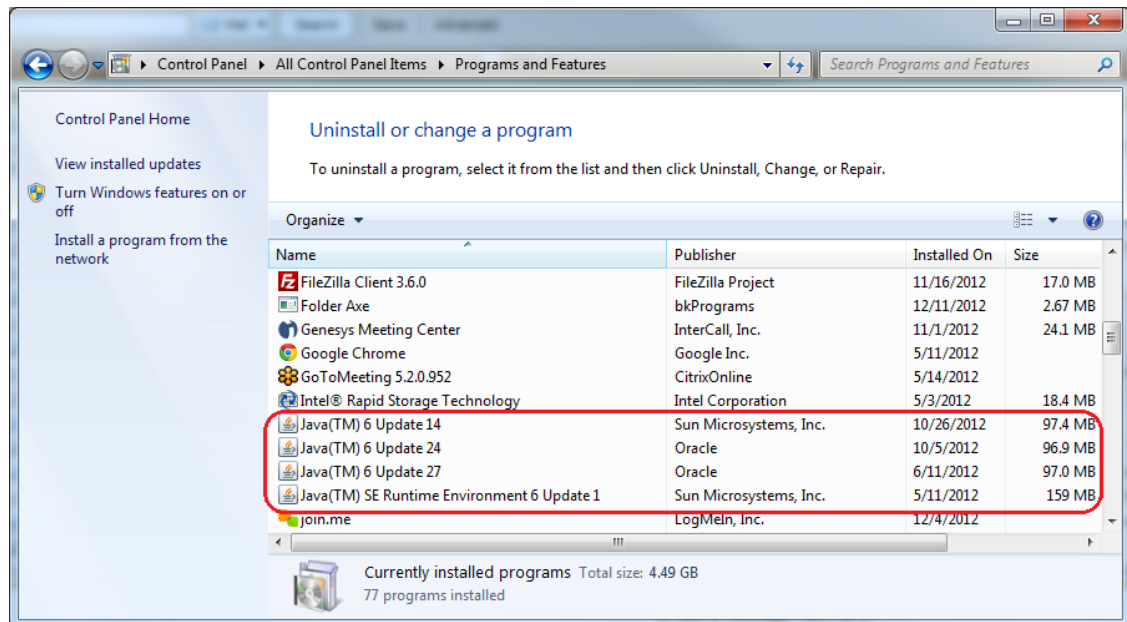 Search Save Advanced
Control Panel All Control Panel Items Programs and Features
Search Programs and Features
Control Panel Home
View installed updates
Turn Windows features on or
off
Install a program from the
network
Uninstall or change a program
To uninstall a program, select it from the list and then click Uninstall, Change, or Repair.
Organize
Name Publisher Installed On Size
FileZilla Client 3.6.0 FileZilla Project 11/16/2012 17.0 MB
Folder Axe bkPrograms 12/11/2012 2.67 MB
Genesys Meeting Center InterCall, Inc. 11/1/2012 24.1 MB
Google Chrome Google Inc. 5/11/2012
GoToMeeting 5.2.0.952 CitrixOnline 5/14/2012
Intel® Rapid Storage Technology Intel Corporation 5/3/2012 18.4 MB
Java(TM) 6 Update 14 Sun Microsystems, Inc. 10/26/2012 97.4 MB
Java(TM) 6 Update 24 Oracle 10/5/2012 96.9 MB
Java(TM) 6 Update 27 Oracle 6/11/2012 97.0 MB
Java(TM) SE Runtime Environment 6 Update 1 Sun Microsystems, Inc. 5/11/2012 159 MB
join.me LogMeIn, Inc. 12/4/2012
Currently installed programs Total size: 4.49 GB
77 programs installed